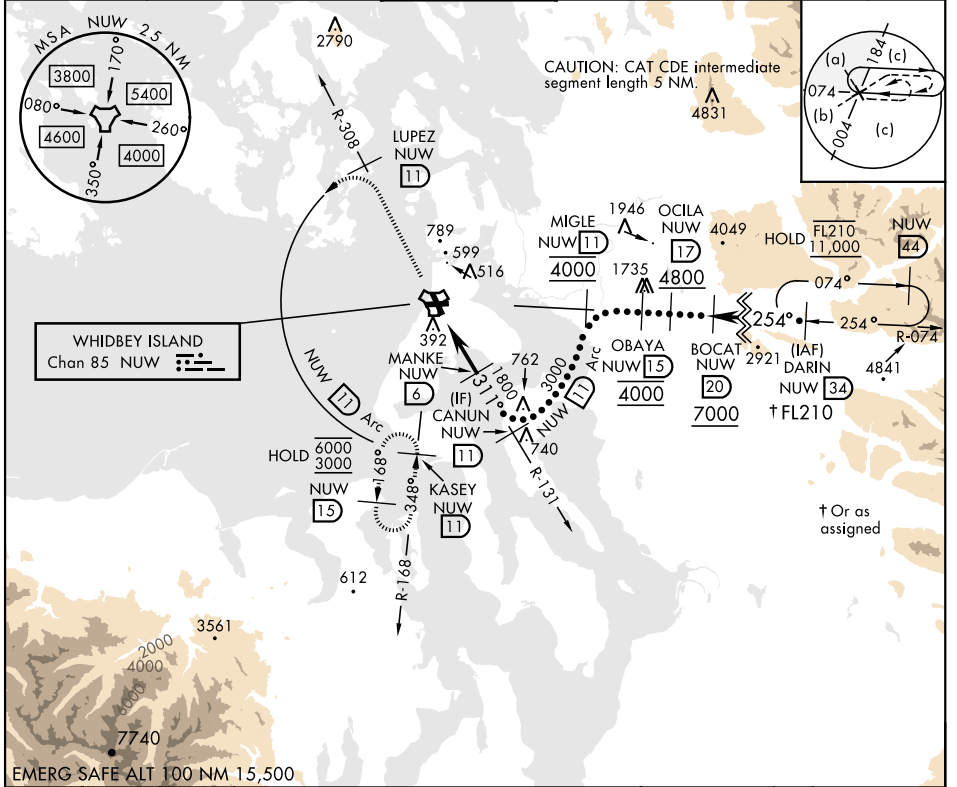 MSA NUW 25 NM
170°
3800
5400
080°
260°
4600
4000
350°
2790
R-308
LUPEZ
NUW
11
CAUTION: CAT CDE intermediate
segment length 5 NM.
4831
(a)
184
(c)
074
(b)
004
(c)
789
599
516
MIGLE
NUW 11
4000
1946
OCILA
NUW
17
4800
4049
1735
HOLD FL210
11,000
NUW
44
074°
254°
254°
R-074
WHIDBEY ISLAND
Chan 85 NUW
392
MANKE
NUW
6
311°
1800
762
3000
NUW 11 Arc
OBAYA
NUW 15
4000
BOCAT
NUW
20
7000
2921
(IAF)
DARIN
NUW 34
† FL210
4841
(IF)
CANUN
NUW
11
740
R-131
NUW 11 Arc
HOLD 6000
3000
168°
348°
NUW
15
KASEY
NUW
11
R-168
† Or as
assigned
612
3561
2000
4000
6000
7740
EMERG SAFE ALT 100 NM 15,500